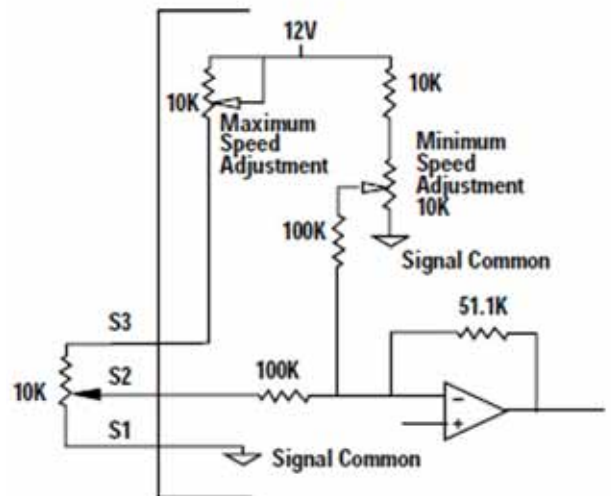 12V
10K
Maximum
Speed
Adjustment
10K
Minimum
Speed
Adjustment
10K
100K
Signal Common
51.1K
S3
10K
S2
100K
S1
Signal Common